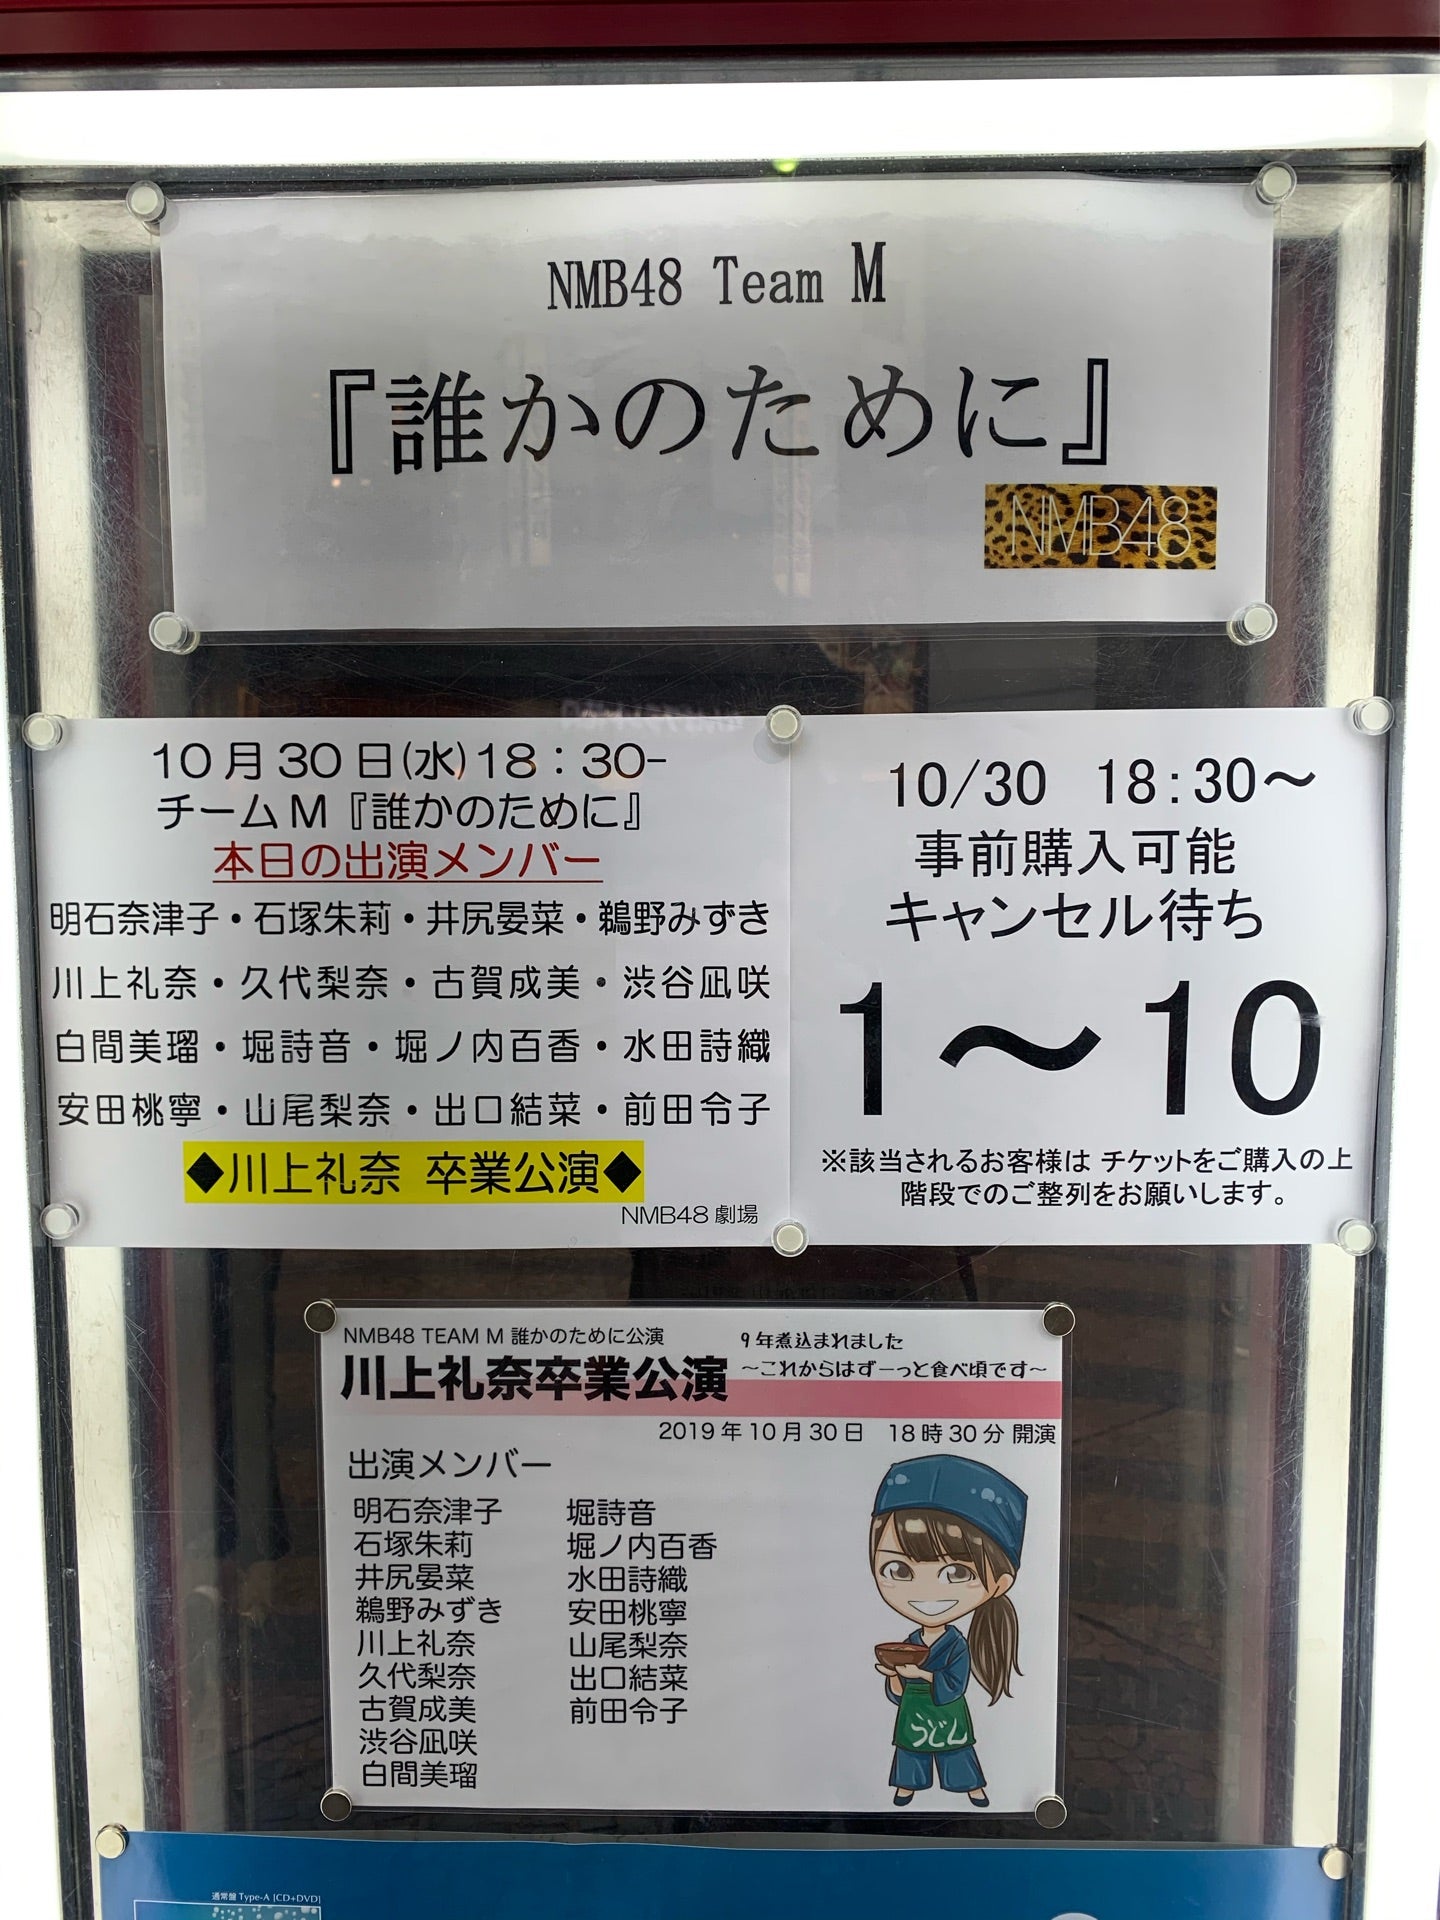 NMB48 Team M
『誰かのために』
NMB48
10月30日(水)18：30-
チームM『誰かのために』
本日の出演メンバー
明石奈津子・石塚朱莉・井尻晏菜・鵜野みずき
川上礼奈・久代梨奈・古賀成美・渋谷凪咲
白間美瑠・堀詩音・堀ノ内百香・水田詩織
安田桃寧・山尾梨奈・出口結菜・前田令子
◆川上礼奈 卒業公演◆
NMB48 劇場
10/30 18:30～
事前購入可能
キャンセル待ち
1～10
※該当されるお客様は チケットをご購入の上
階段でのご整列をお願いします。
NMB48 TEAM M 誰かのために公演
川上礼奈卒業公演
9年煮込まれました
～これからはずーっと食べ頃です～
2019年10月30日 18時30分 開演
出演メンバー
明石奈津子
石塚朱莉
井尻晏菜
鵜野みずき
川上礼奈
久代梨奈
古賀成美
渋谷凪咲
白間美瑠
堀詩音
堀ノ内百香
水田詩織
安田桃寧
山尾梨奈
出口結菜
前田令子
うどん
通常盤 Type-A [CD+DVD]